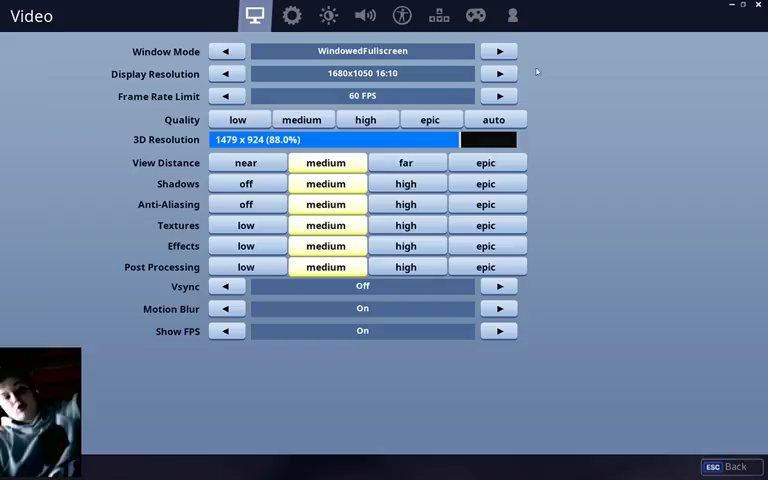 Video
Window Mode WindowedFullscreen
Display Resolution 1680x1050 16:10
Frame Rate Limit 60 FPS
Quality low medium high epic auto
3D Resolution 1479 x 924 (88.0%)
View Distance near medium far epic
Shadows off medium high epic
Anti-Aliasing off medium high epic
Textures low medium high epic
Effects low medium high epic
Post Processing low medium high epic
Vsync Off
Motion Blur On
Show FPS On
ESC Back